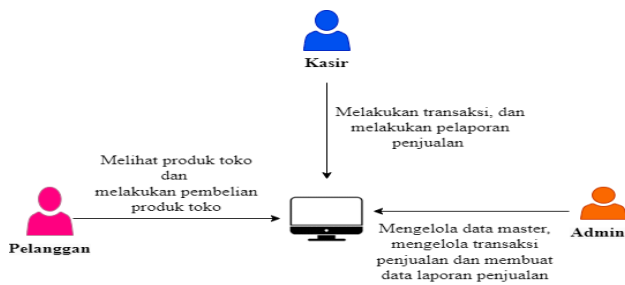 Kasir
Melakukan transaksi, dan
melakukan pelaporan
penjualan
Melihat produk toko
dan
melakukan pembelian
produk toko
Pelanggan
Admin
Mengelola data master,
mengelola transaksi
penjualan dan membuat
data laporan penjualan